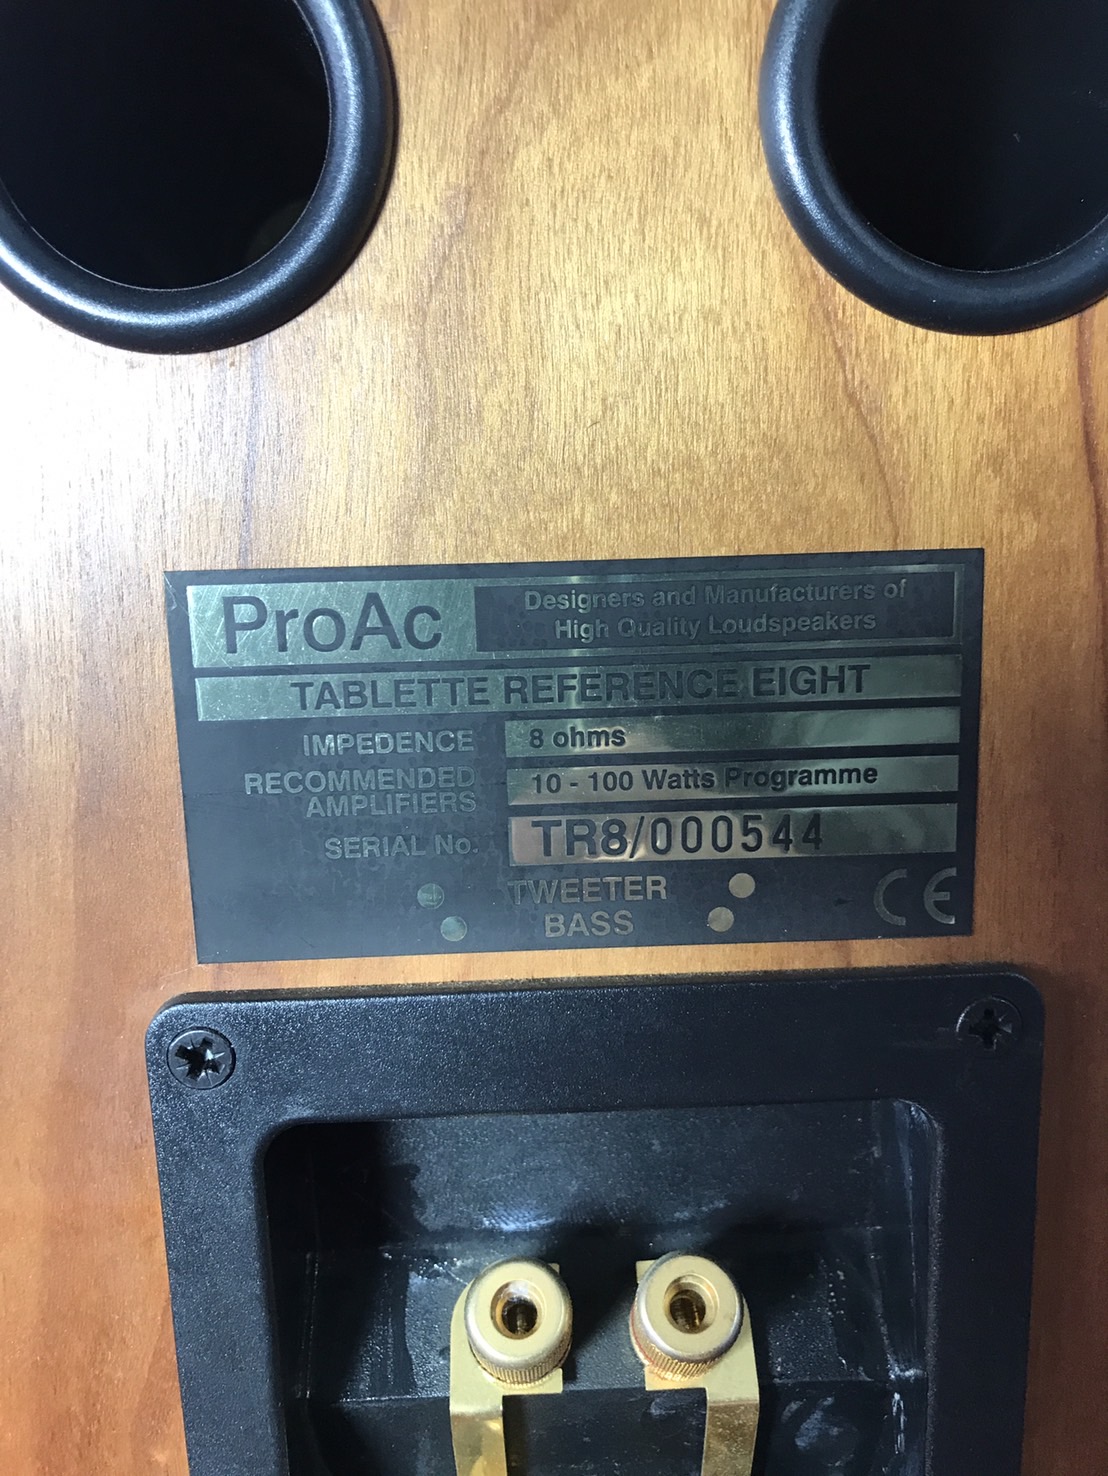 ProAc
Designers and Manufacturers of
High Quality Loudspeakers
TABLETTE REFERENCE EIGHT
IMPEDENCE 8 ohms
RECOMMENDED
AMPLIFIERS 10 - 100 Watts Programme
SERIAL No. TR8/000544
TWEETER
BASS
CE